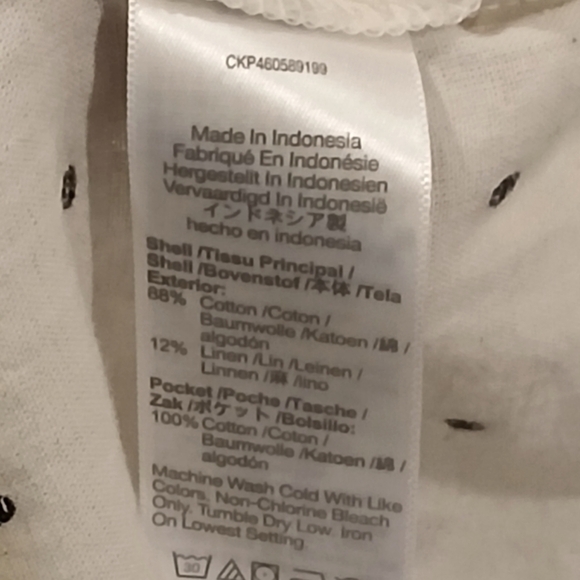 CKP460589199
Made In Indonesia
Fabriqué En Indonésie
Hergestellt In Indonesien
Vervaardigd In Indonesië
インドネシア製
hecho en indonesia
Shell /Tissu Principal /
Shell /Bovenstof /本体 /Tela
Exterior:
88% Cotton /Coton /
Baumwolle /Katoen /綿 /
algodón
12% Linen /Lin /Leinen /
Linnen /麻 /lino
Pocket /Poche /Tasche /
Zak /ポケット /Bolsillo:
100% Cotton /Coton /
Baumwolle /Katoen /綿 /
algodón
Machine Wash Cold With Like
Colors. Non-Chlorine Bleach
Only. Tumble Dry Low. Iron
On Lowest Setting.
30